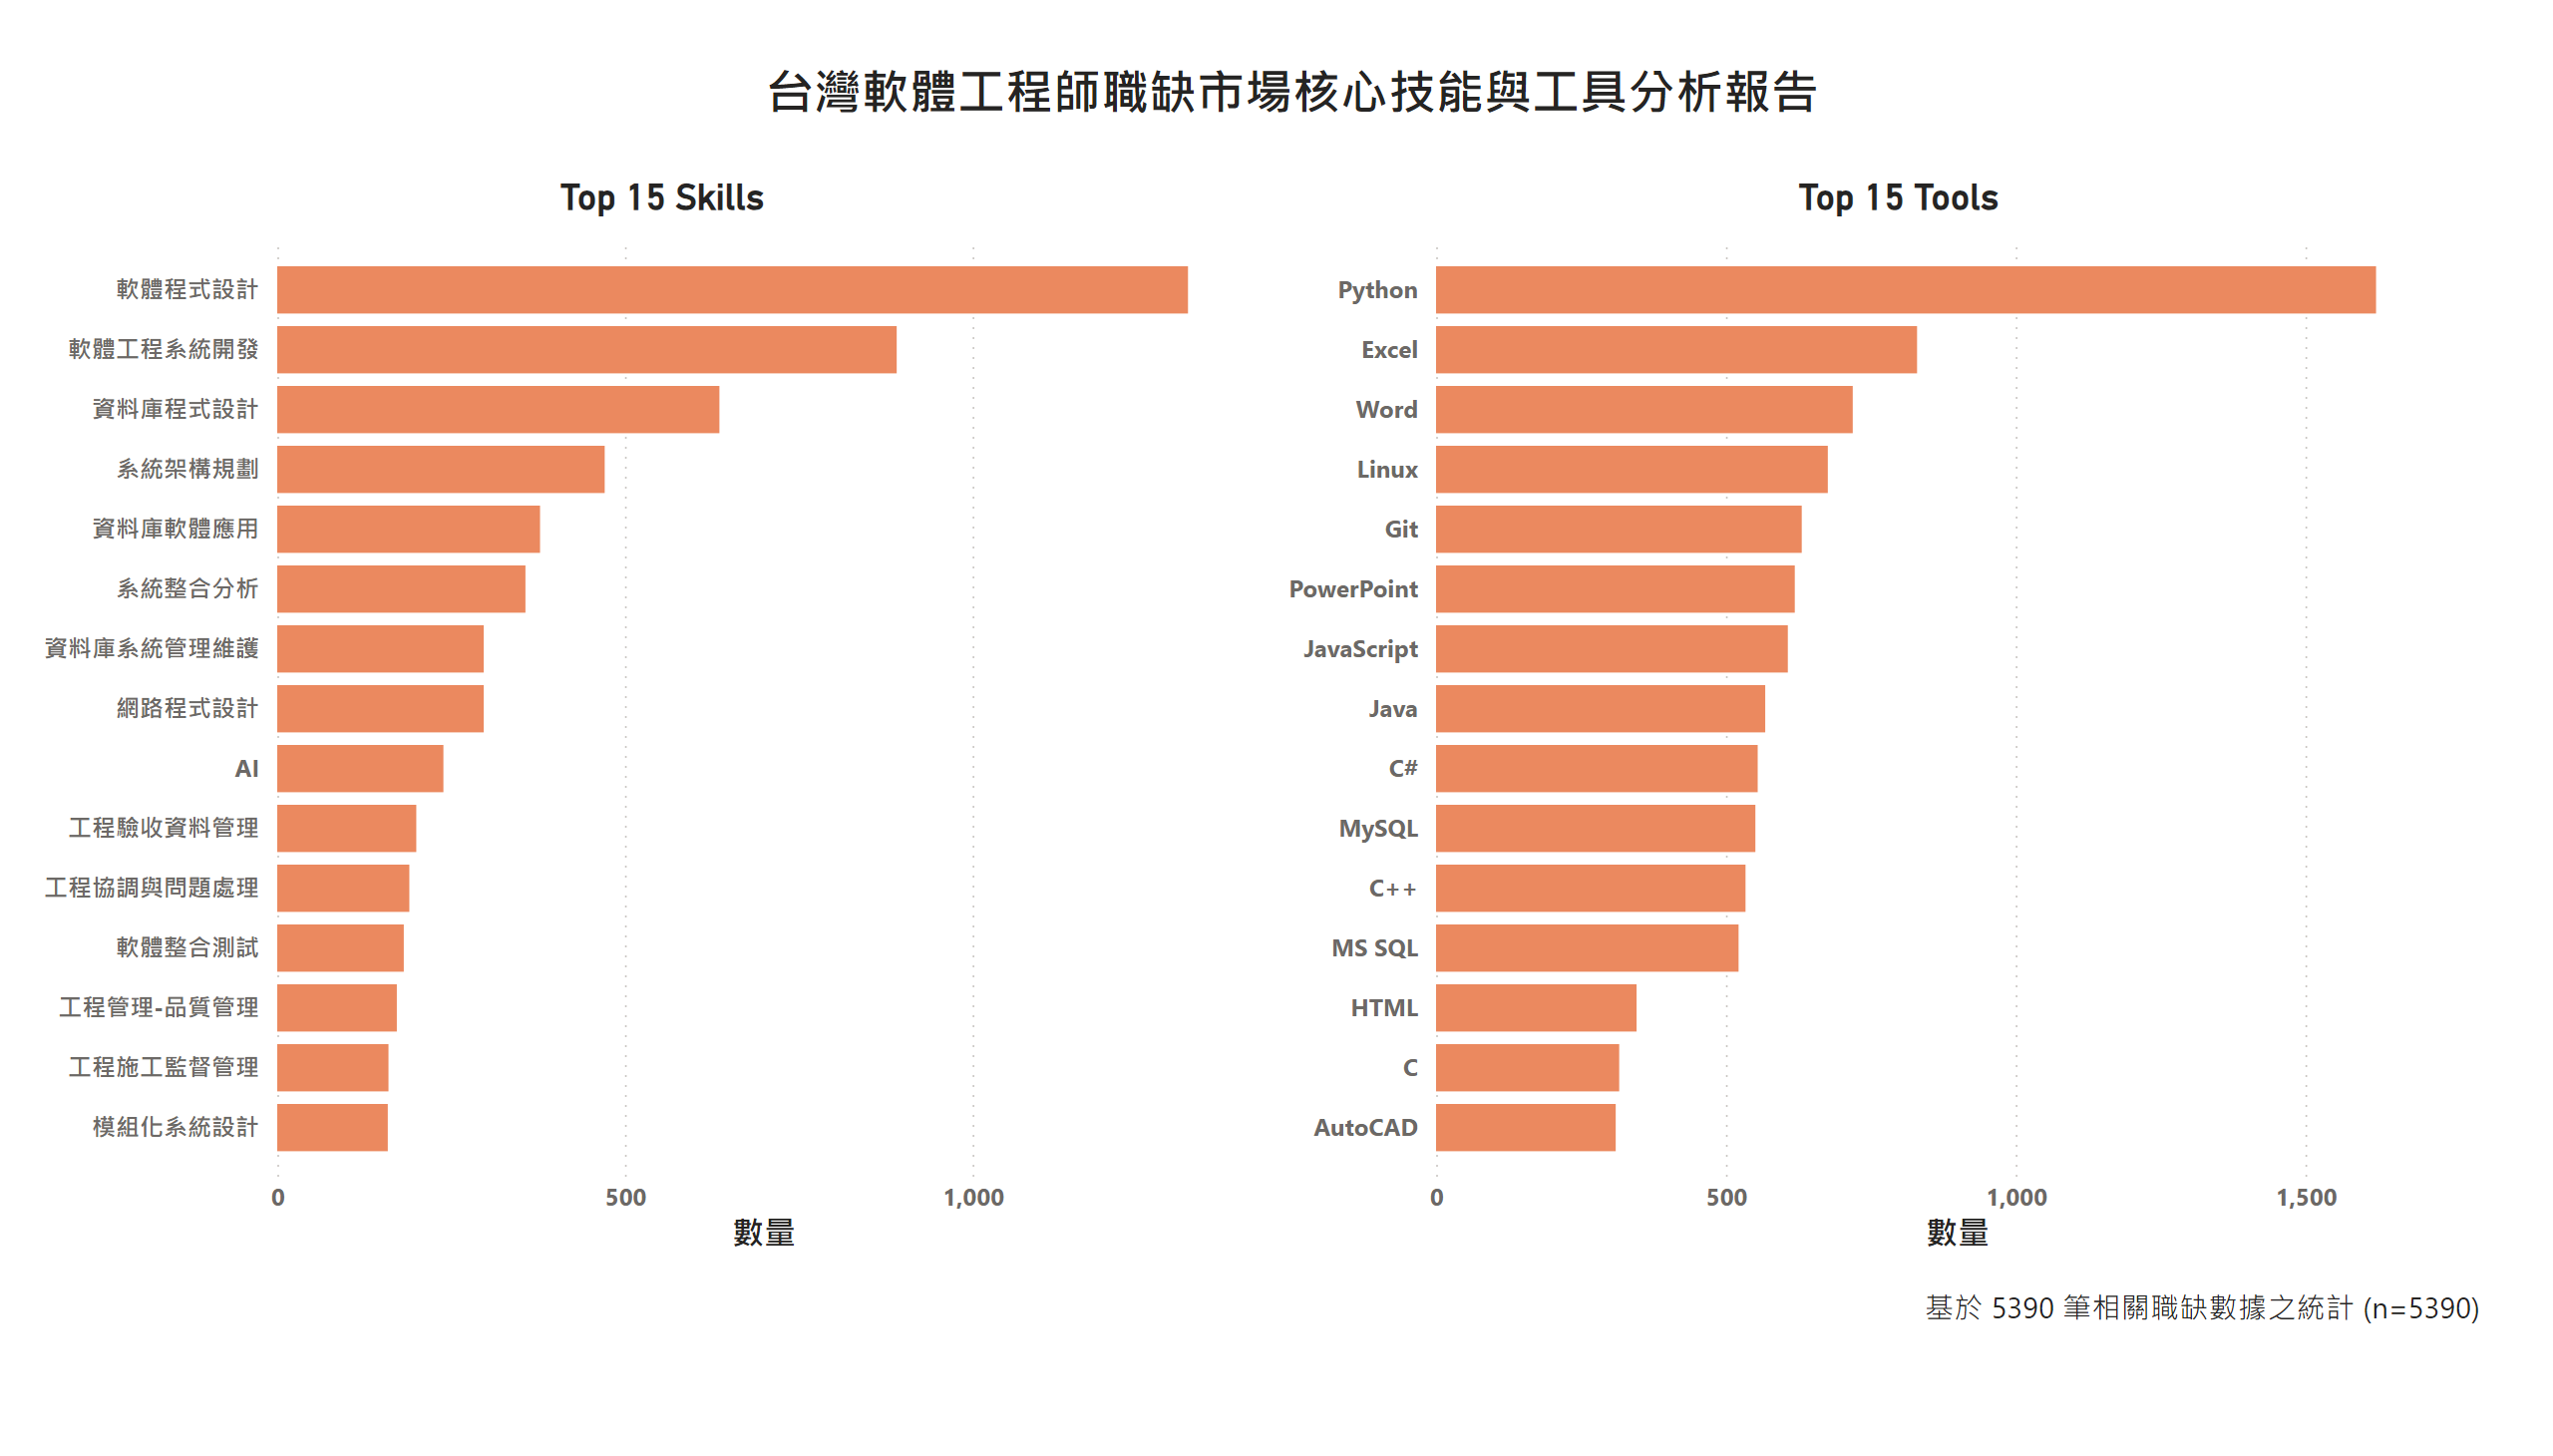 台灣軟體工程師職缺市場核心技能與工具分析報告
Top 15 Skills
軟體程式設計
軟體工程系統開發
資料庫程式設計
系統架構規劃
資料庫軟體應用
系統整合分析
資料庫系統管理維護
網路程式設計
AI
工程驗收資料管理
工程協調與問題處理
軟體整合測試
工程管理-品質管理
工程施工監督管理
模組化系統設計
0 500 1,000
數量
Top 15 Tools
Python
Excel
Word
Linux
Git
PowerPoint
JavaScript
Java
C#
MySQL
C++
MS SQL
HTML
C
AutoCAD
0 500 1,000 1,500
數量
基於 5390 筆相關職缺數據之統計 (n=5390)